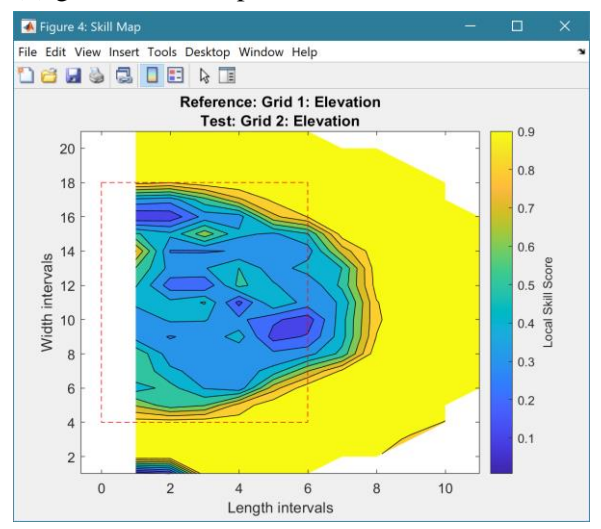 Figure 4: Skill Map
File Edit View Insert Tools Desktop Window Help
Reference: Grid 1: Elevation
Test: Grid 2: Elevation
20
18
16
14
12
10
8
6
4
2
Width intervals
0 2 4 6 8 10
Length intervals
0.9
0.8
0.7
0.6
0.5
0.4
0.3
0.2
0.1
Local Skill Score